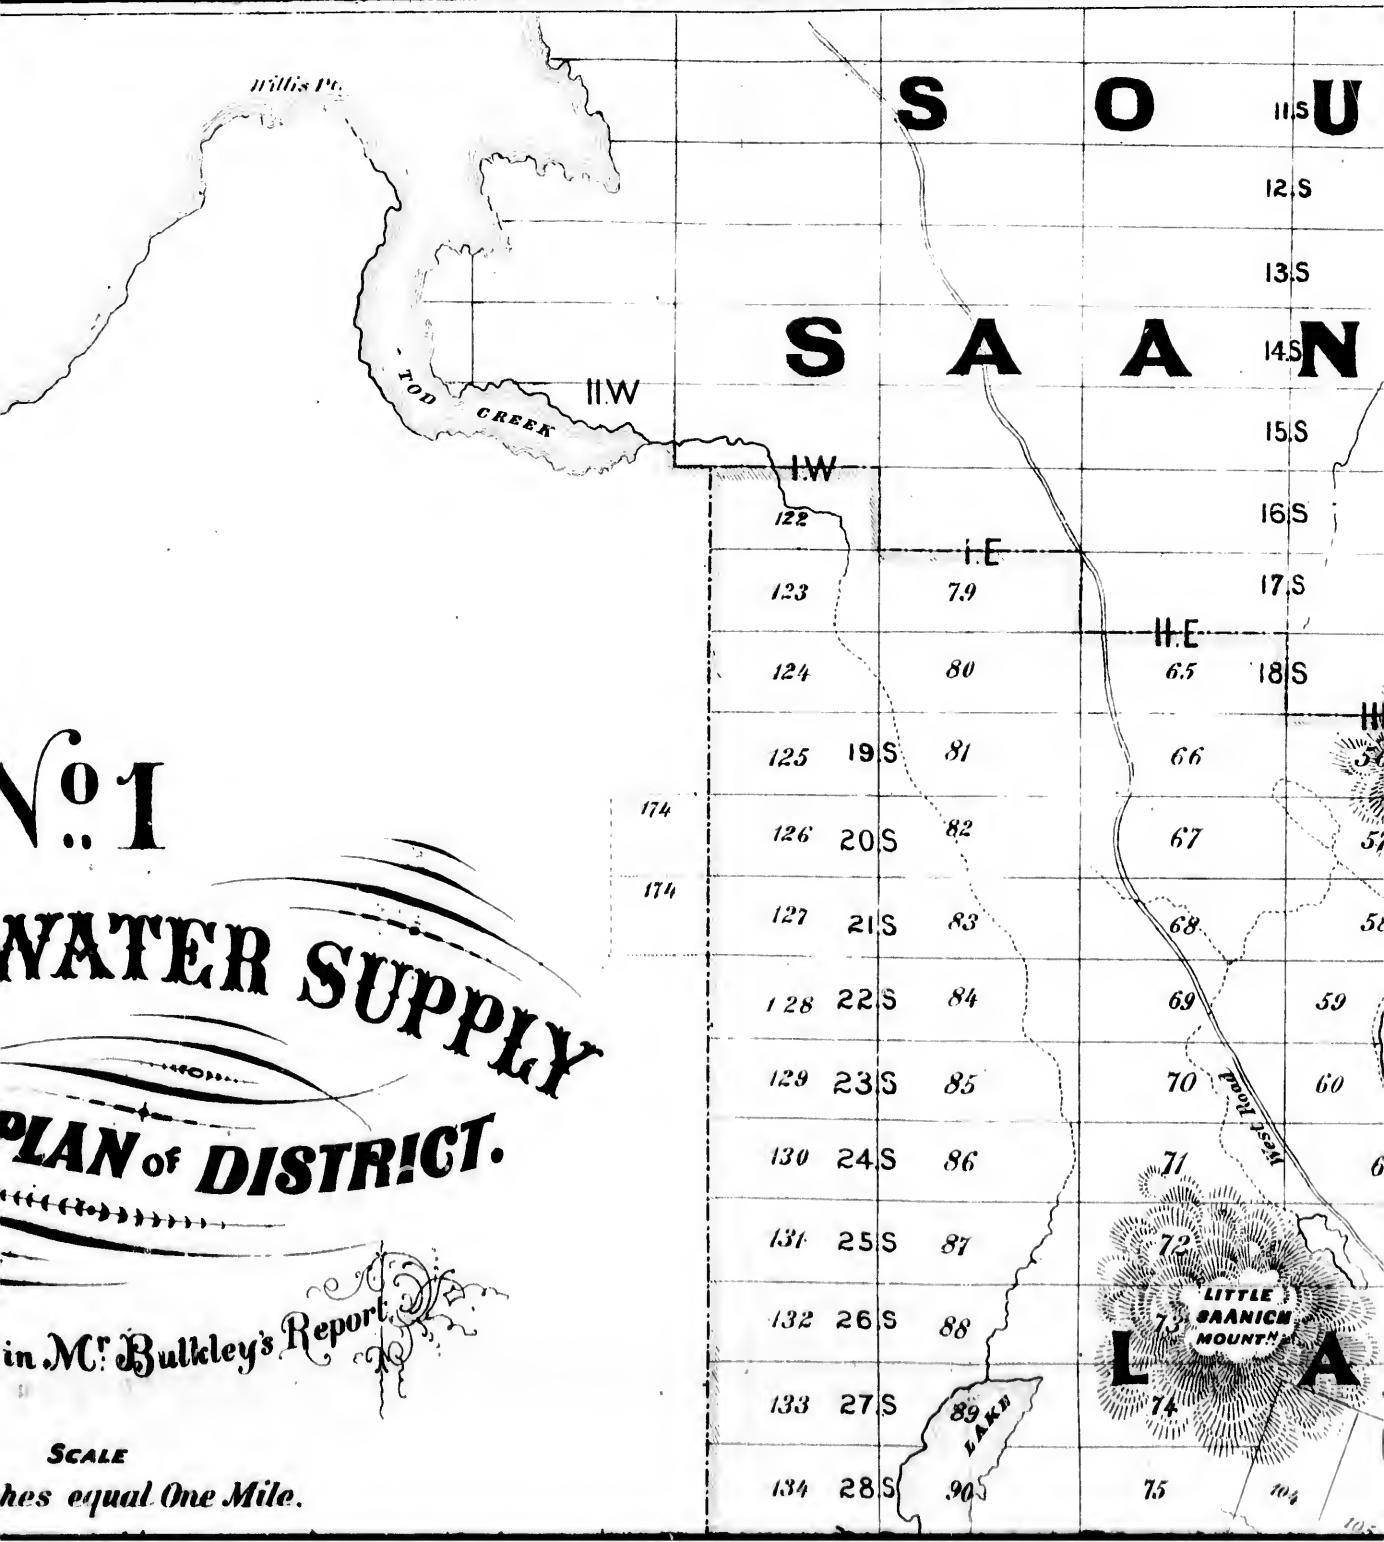 Willis Pt.
S O 11.S U
12.S
13.S
S A A 14.S N
TOD CREEK
II.W
15.S
I.W
122
16.S
I.E
123 79 17.S
II.E
124 80 65 18.S
125 19.S 81 66
No 1
174
126 20.S 82 67
174
127 21.S 83 68
WATER SUPPLY
128 22.S 84 69 59
129 23.S 85 70 60
West Road
PLAN of DISTRICT.
130 24.S 86 71
131 25.S 87 72
LITTLE
SAANICH
MOUNTN.
132 26.S 88 73
in Mr. Bulkley's Report
L A
133 27.S 89 74
LAKE
SCALE
hes equal One Mile.
134 28.S 90 75 104
105